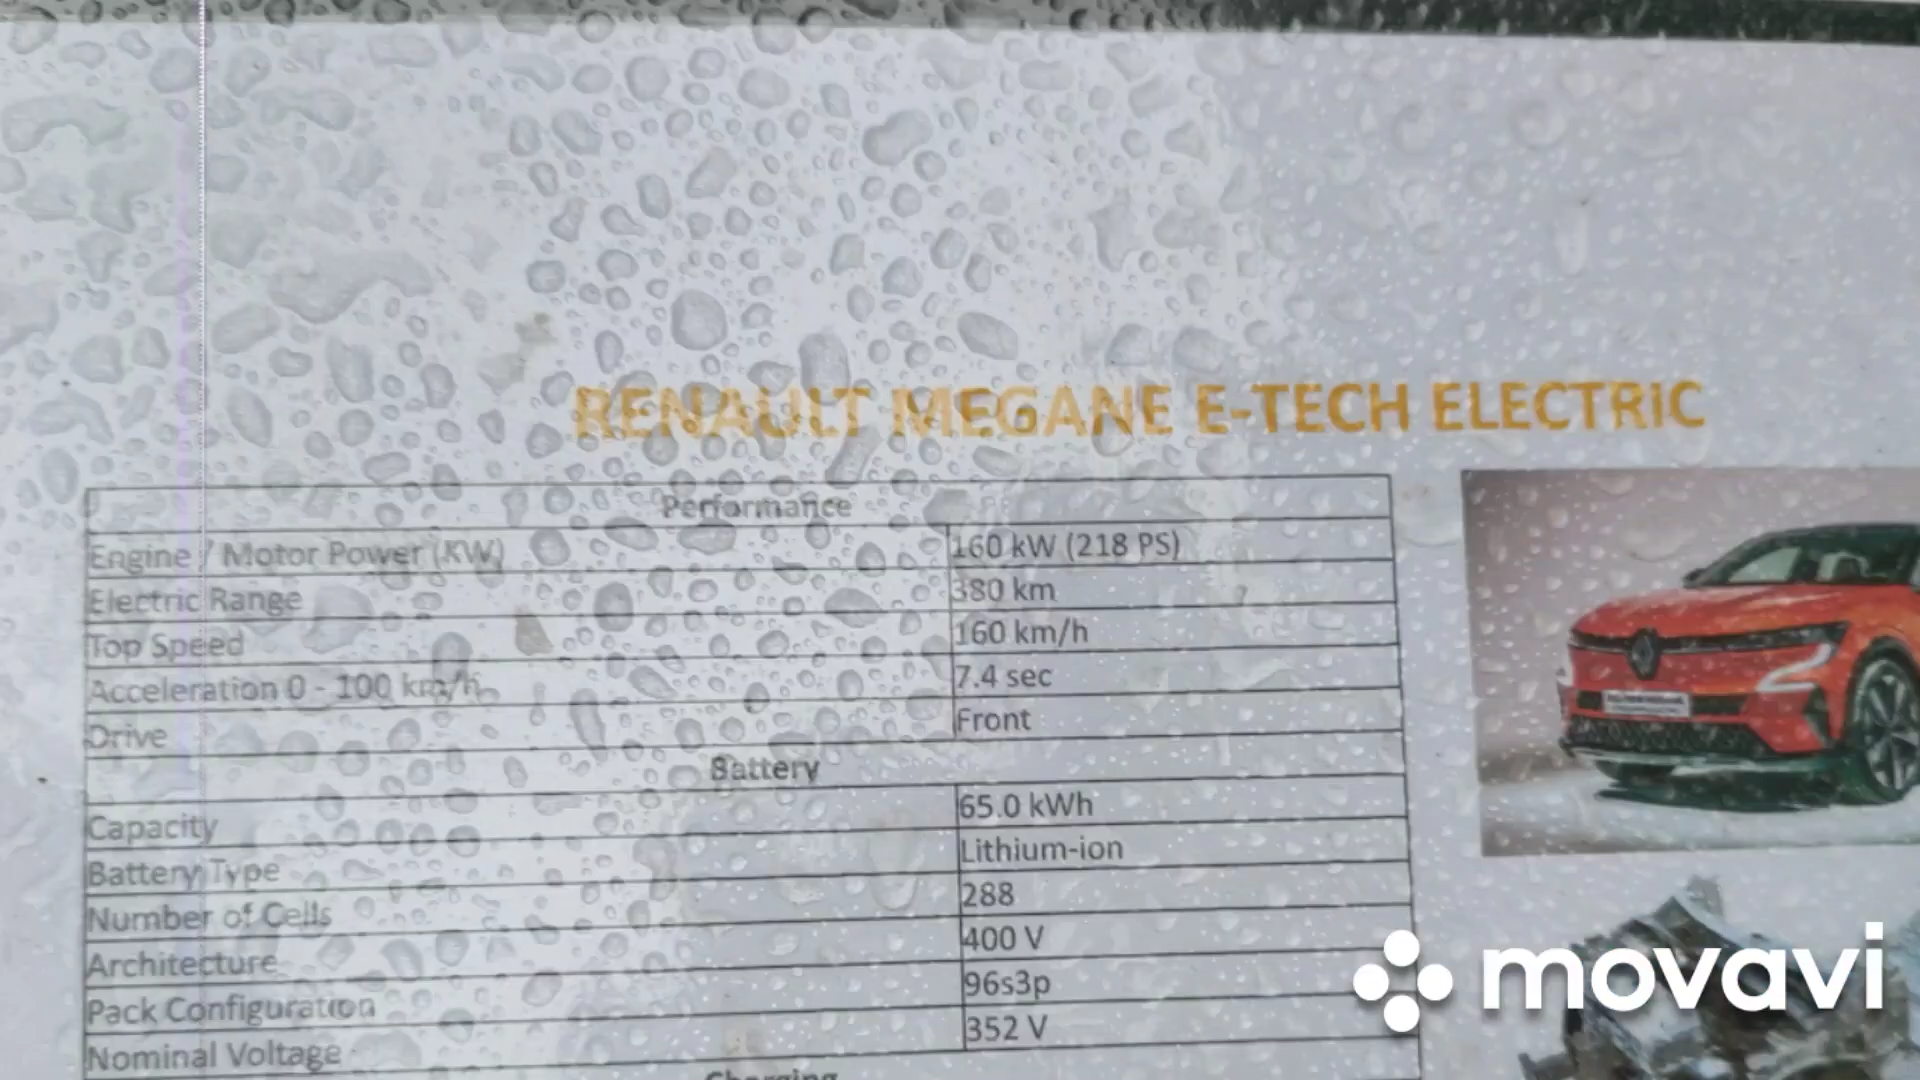 RENAULT MEGANE E-TECH ELECTRIC
Performance
Engine / Motor Power (KW) 160 kW (218 PS)
Electric Range 380 km
Top Speed 160 km/h
Acceleration 0 - 100 km/h 7.4 sec
Drive Front
Battery
Capacity 65.0 kWh
Battery Type Lithium-ion
Number of Cells 288
Architecture 400 V
Pack Configuration 96s3p
Nominal Voltage 352 V
Charging
movavi